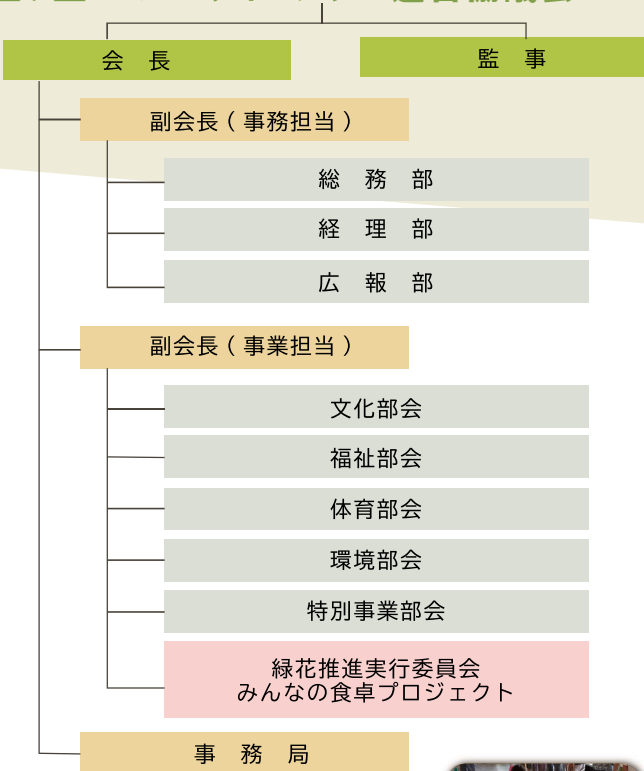 会　長
監　事
副会長（事務担当）
総　務　部
経　理　部
広　報　部
副会長（事業担当）
文化部会
福祉部会
体育部会
環境部会
特別事業部会
緑花推進実行委員会
みんなの食卓プロジェクト
事　務　局